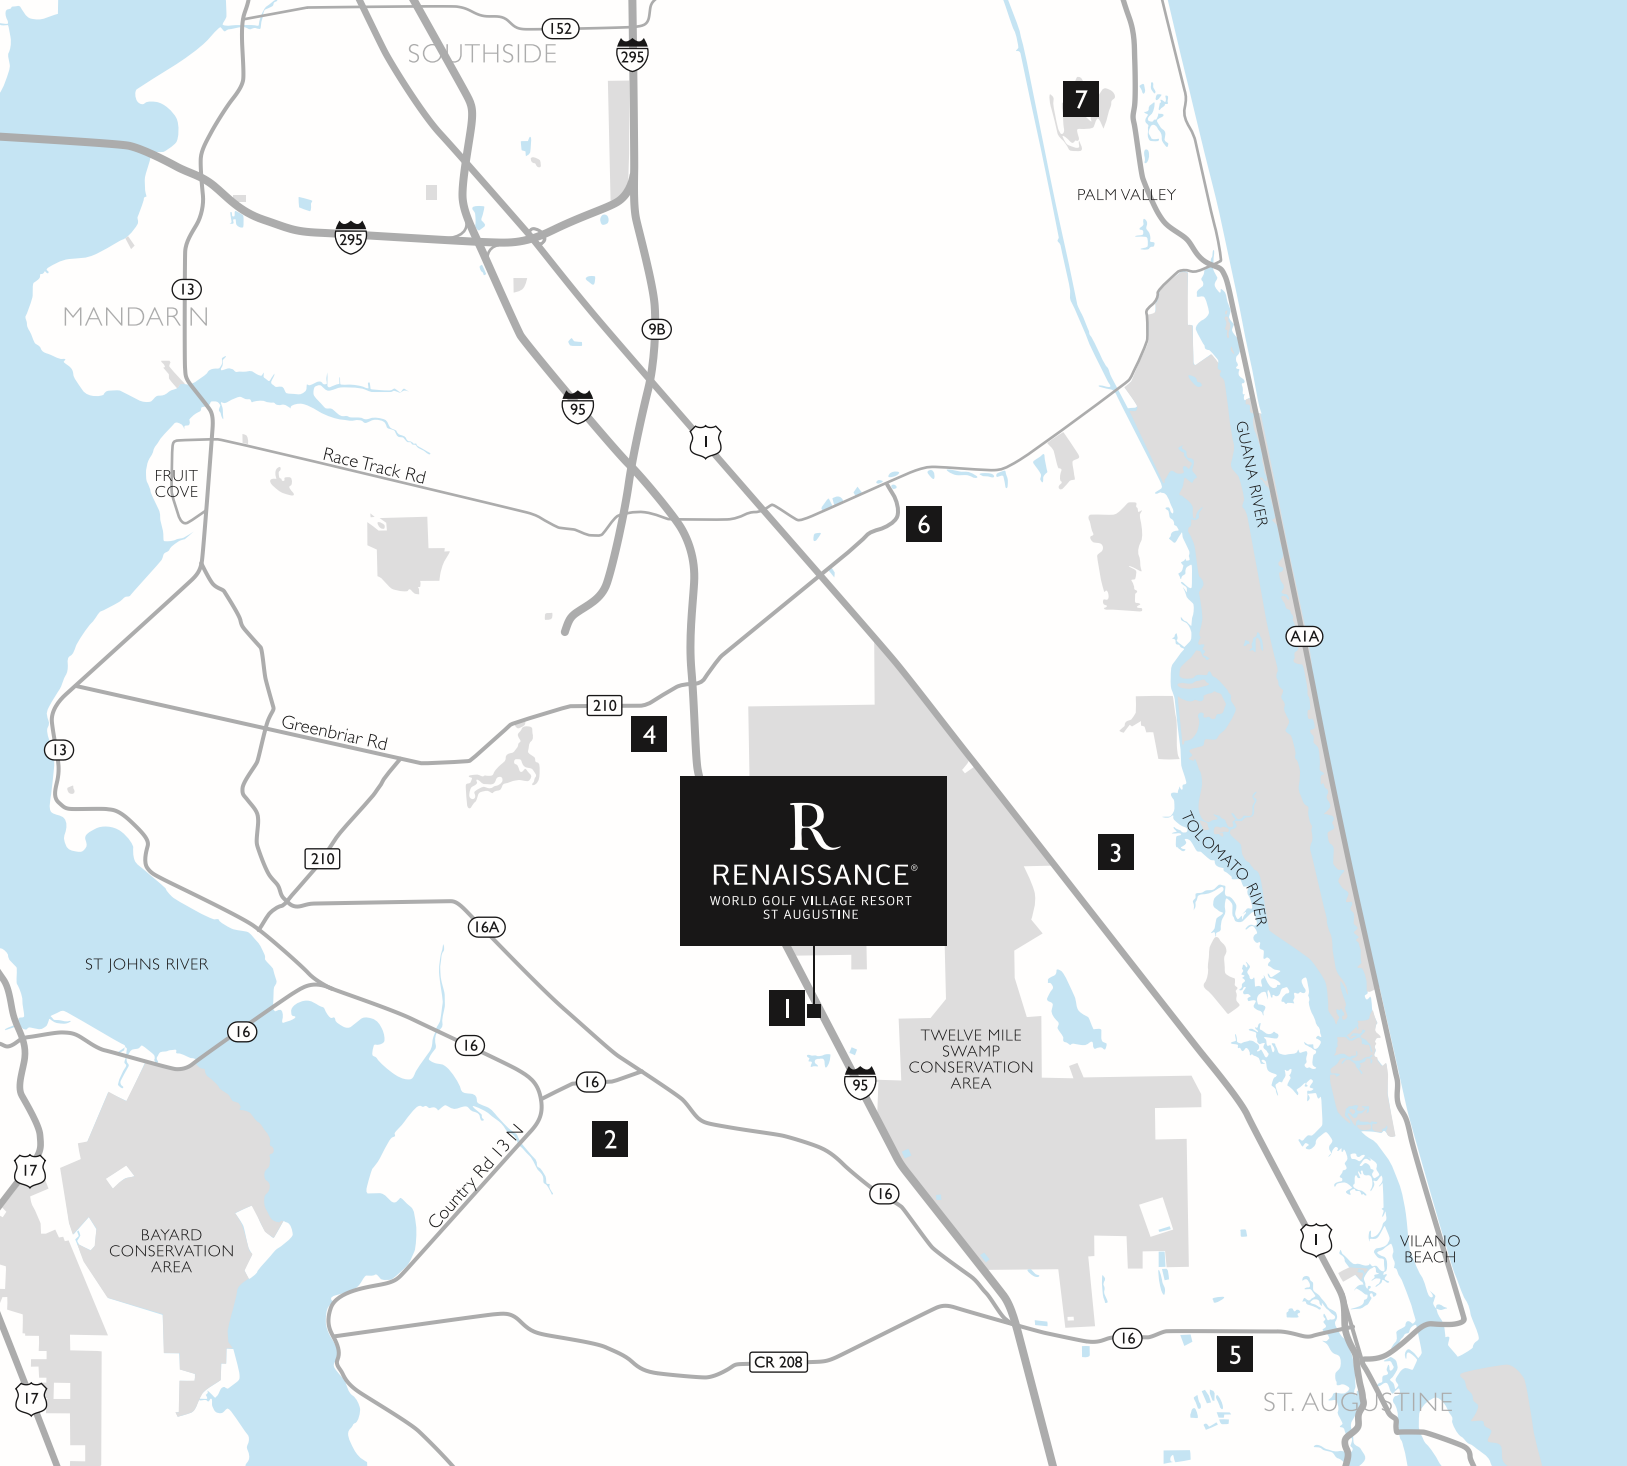 152
SOUTHSIDE
295
7
PALM VALLEY
295
13
MANDARIN
9B
95
1
GUANA RIVER
Race Track Rd
FRUIT
COVE
6
A1A
210
4
Greenbriar Rd
13
R
RENAISSANCE®
WORLD GOLF VILLAGE RESORT
ST AUGUSTINE
TOLOMATO RIVER
3
210
16A
ST JOHNS RIVER
1
16
16
TWELVE MILE
SWAMP
CONSERVATION
AREA
95
16
2
Country Rd 13 N
17
16
BAYARD
CONSERVATION
AREA
1
VILANO
BEACH
16
5
CR 208
17
ST. AUGUSTINE